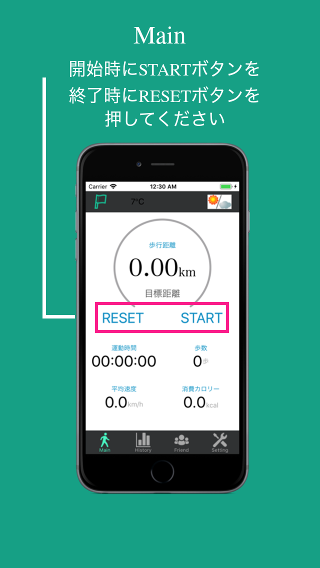 Main
開始時にSTARTボタンを
終了時にRESETボタンを
押してください
Carrier 12:30 AM
7°C
歩行距離
0.00km
目標距離
RESET START
運動時間 歩数
00:00:00 0歩
平均速度 消費カロリー
0.0km/h 0.0kcal
Main History Friend Setting